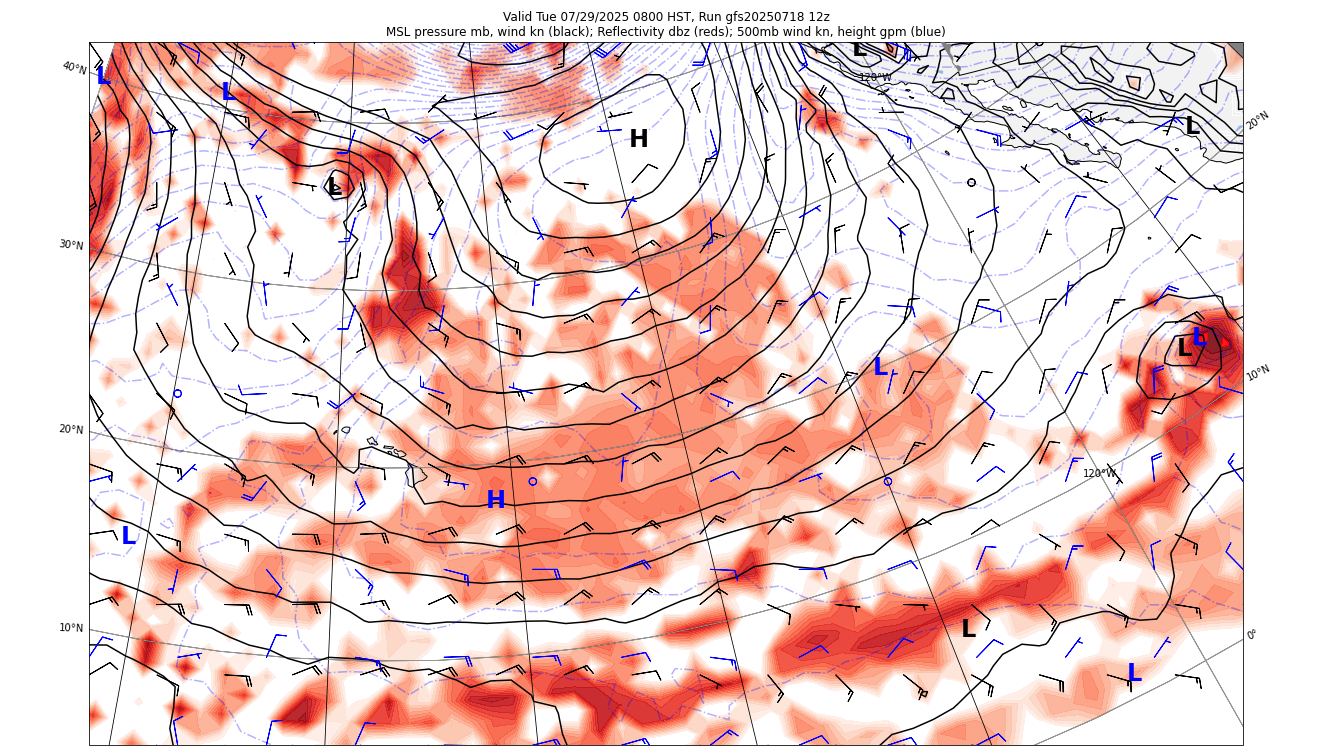 Valid Tue 07/29/2025 0800 HST, Run gfs20250718 12z
MSL pressure mb, wind kn (black); Reflectivity dbz (reds); 500mb wind kn, height gpm (blue)
L
40°N
L
120°W
L
L
20°N
H
L
30°N
L
L
L
10°N
20°N
120°W
H
L
10°N
L
0°
L